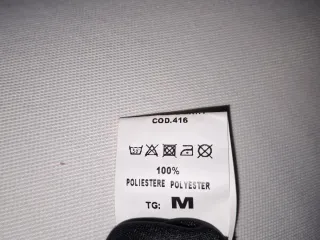 COD.416
100%
POLIESTERE POLYESTER
TG: M